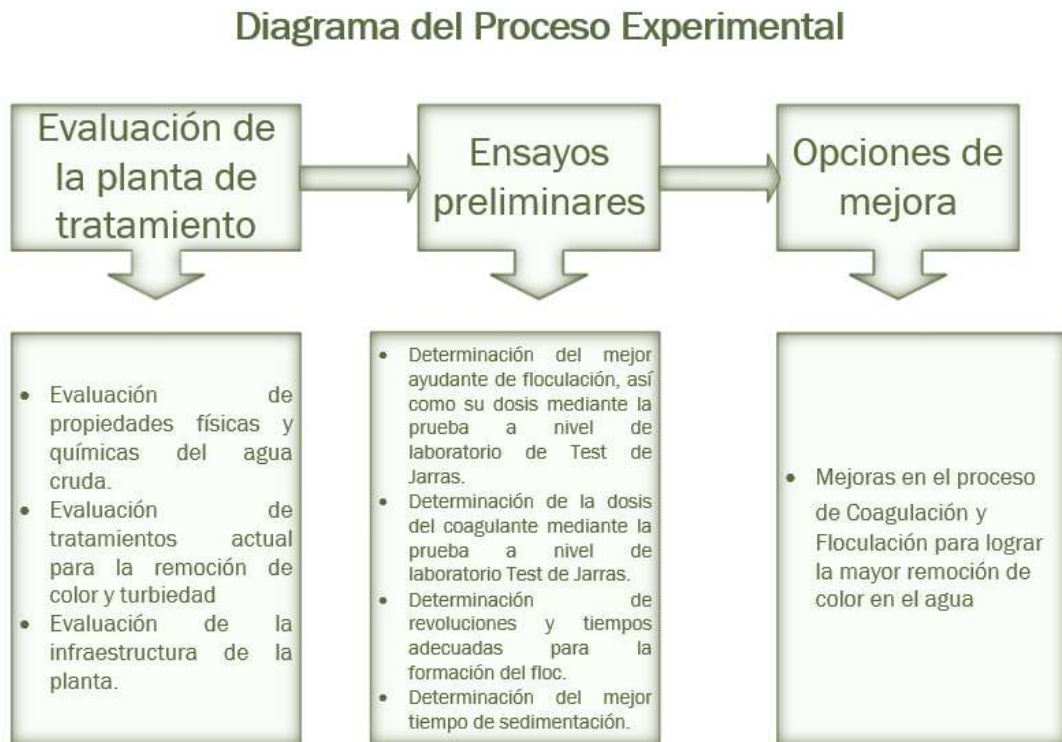 Diagrama del Proceso Experimental
Evaluación de
la planta de
tratamiento
Ensayos
preliminares
Opciones de
mejora
• Evaluación de
propiedades físicas y
químicas del agua
cruda.
• Evaluación de
tratamientos actual
para la remoción de
color y turbiedad
• Evaluación de la
infraestructura de la
planta.
• Determinación del mejor
ayudante de floculación, así
como su dosis mediante la
prueba a nivel de
laboratorio de Test de
Jarras.
• Determinación de la dosis
del coagulante mediante la
prueba a nivel de
laboratorio Test de Jarras.
• Determinación de
revoluciones y tiempos
adecuadas para la
formación del floc.
• Determinación del mejor
tiempo de sedimentación.
• Mejoras en el proceso
de Coagulación y
Floculación para lograr
la mayor remoción de
color en el agua